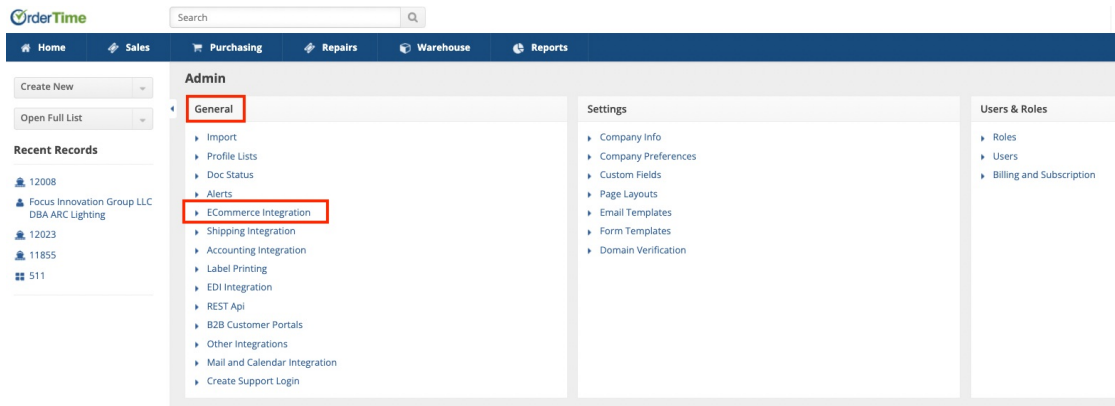 OrderTime
Search
Home Sales Purchasing Repairs Warehouse Reports
Create New
Open Full List
Recent Records
12008
Focus Innovation Group LLC
DBA ARC Lighting
12023
11855
511
Admin
General
Import
Profile Lists
Doc Status
Alerts
ECommerce Integration
Shipping Integration
Accounting Integration
Label Printing
EDI Integration
REST Api
B2B Customer Portals
Other Integrations
Mail and Calendar Integration
Create Support Login
Settings
Company Info
Company Preferences
Custom Fields
Page Layouts
Email Templates
Form Templates
Domain Verification
Users & Roles
Roles
Users
Billing and Subscription